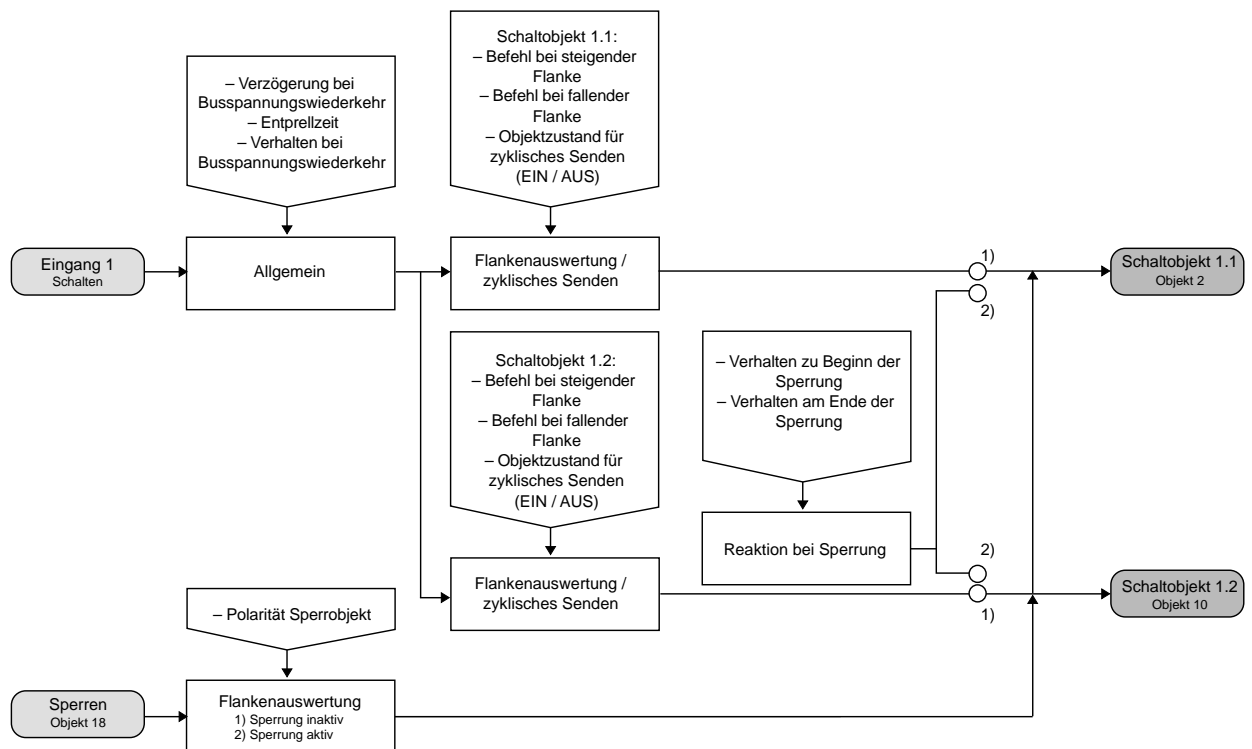 Schaltobjekt 1.1:
– Befehl bei steigender
Flanke
– Befehl bei fallender
Flanke
– Objektzustand für
zyklisches Senden
(EIN / AUS)
– Verzögerung bei
Busspannungswiederkehr
– Entprellzeit
– Verhalten bei
Busspannungswiederkehr
Eingang 1
Schalten
Allgemein
Flankenauswertung /
zyklisches Senden
1)
2)
Schaltobjekt 1.1
Objekt 2
Schaltobjekt 1.2:
– Befehl bei steigender
Flanke
– Befehl bei fallender
Flanke
– Objektzustand für
zyklisches Senden
(EIN / AUS)
– Verhalten zu Beginn der
Sperrung
– Verhalten am Ende der
Sperrung
Reaktion bei Sperrung
Flankenauswertung /
zyklisches Senden
2)
1)
Schaltobjekt 1.2
Objekt 10
– Polarität Sperrobjekt
Sperren
Objekt 18
Flankenauswertung
1) Sperrung inaktiv
2) Sperrung aktiv